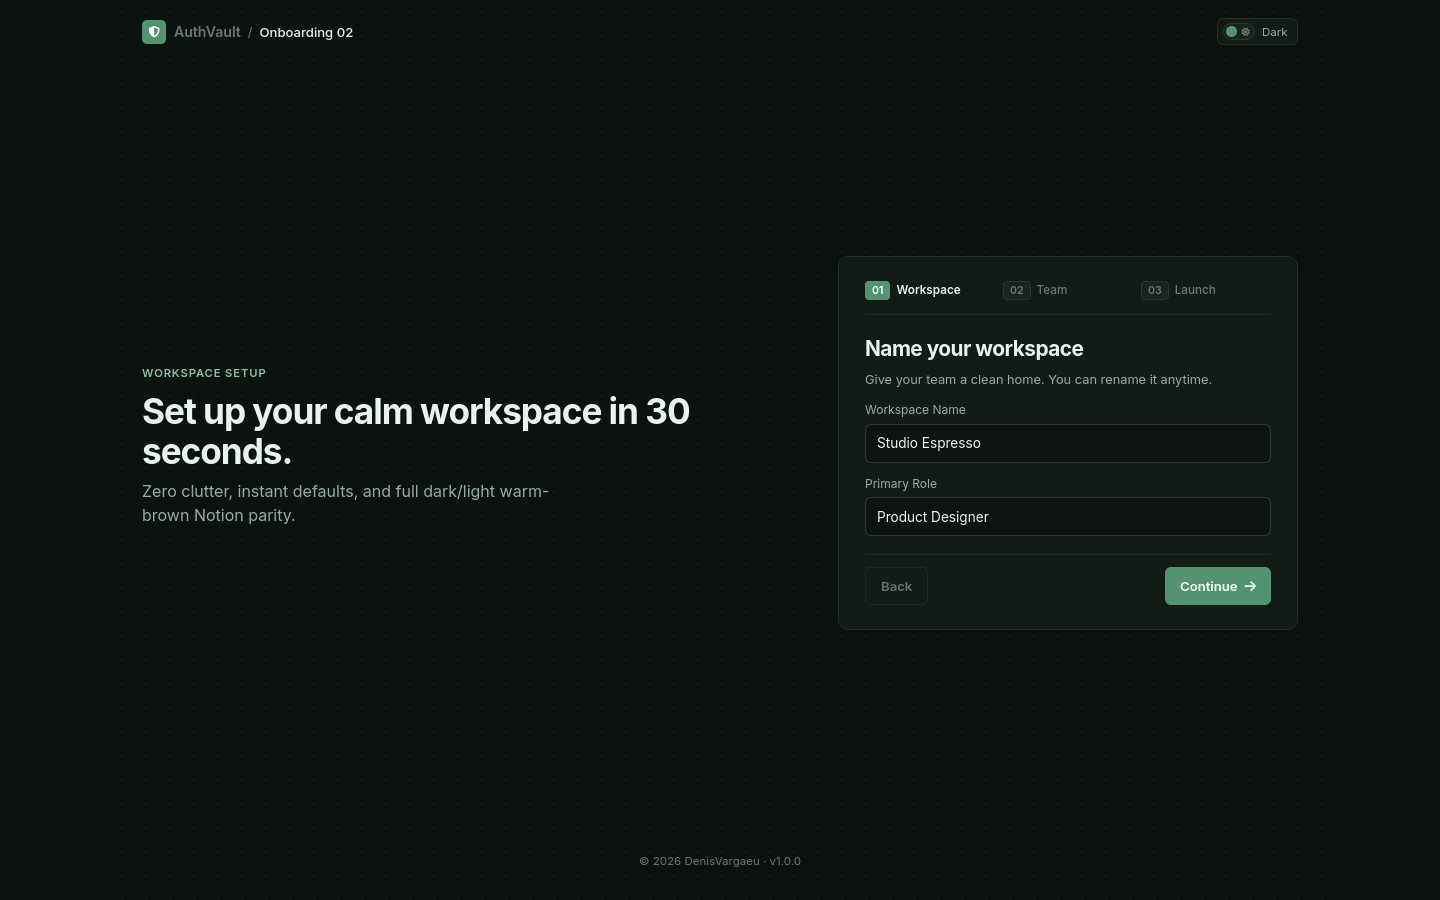 AuthVault / Onboarding 02
Dark
WORKSPACE SETUP
Set up your calm workspace in 30
seconds.
Zero clutter, instant defaults, and full dark/light warm-
brown Notion parity.
01 Workspace
02 Team
03 Launch
Name your workspace
Give your team a clean home. You can rename it anytime.
Workspace Name
Studio Espresso
Primary Role
Product Designer
Back
Continue →
© 2026 DenisVargaeu · v1.0.0